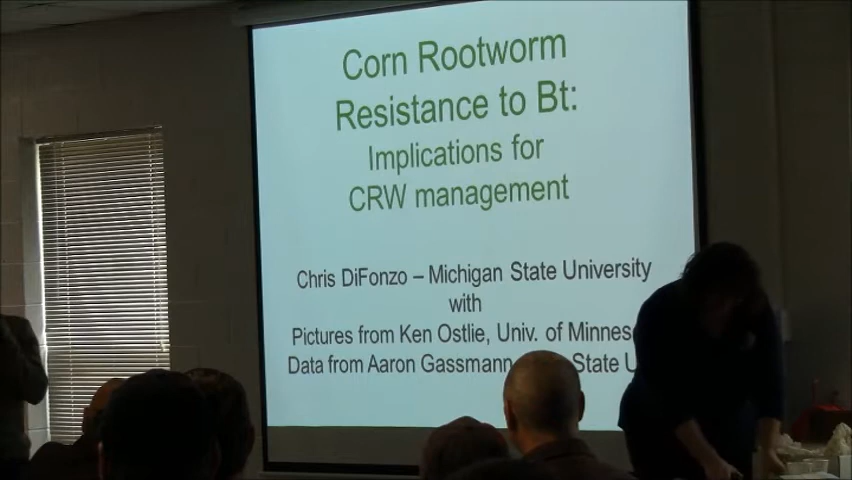 Corn Rootworm
Resistance to Bt:
Implications for
CRW management
Chris DiFonzo – Michigan State University
with
Pictures from Ken Ostlie, Univ. of
Data from Aaron Gassmann State